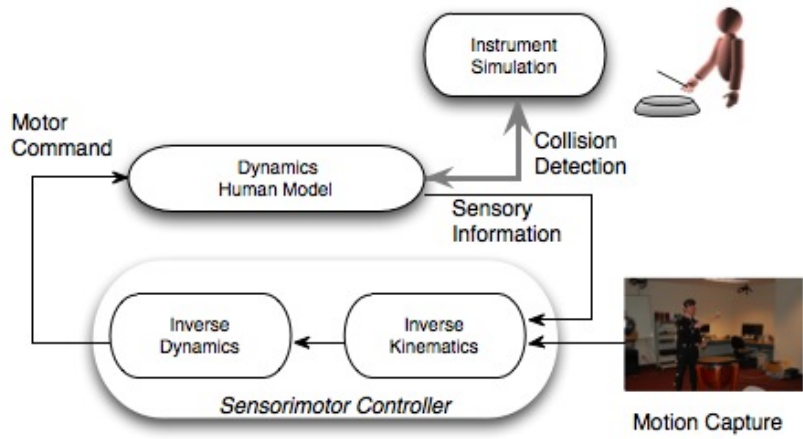 Instrument
Simulation
Motor
Command
Collision
Detection
Dynamics
Human Model
Sensory
Information
Inverse
Dynamics
Inverse
Kinematics
Sensorimotor Controller
Motion Capture